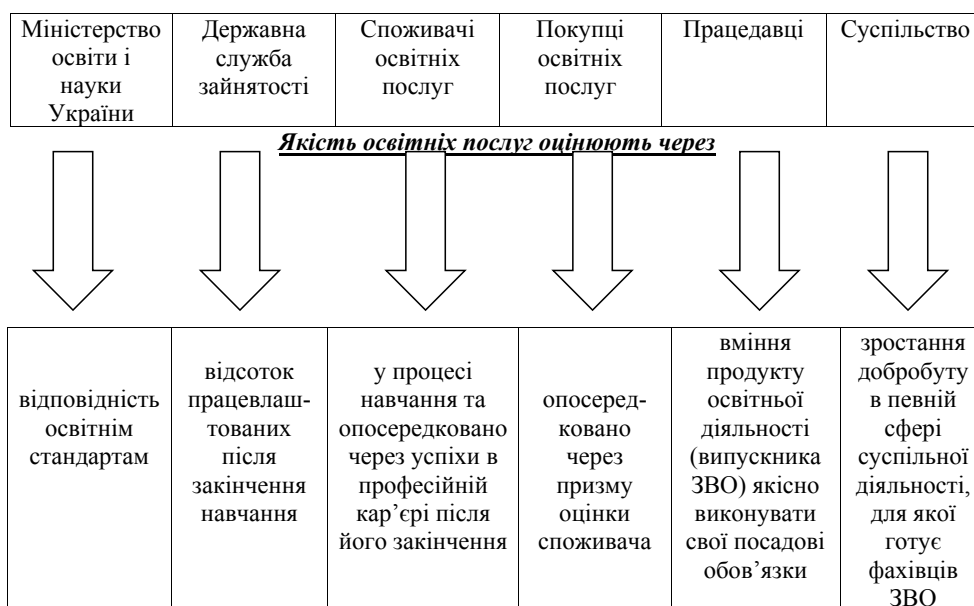 Міністерство
освіти і
науки
України
Державна
служба
зайнятості
Споживачі
освітніх
послуг
Покупці
освітніх
послуг
Працедавці
Суспільство
Якість освітніх послуг оцінюють через
відповідність
освітнім
стандартам
відсоток
працевлаш-
тованих
після
закінчення
навчання
у процесі
навчання та
опосередковано
через успіхи в
професійній
кар’єрі після
його закінчення
опосеред-
ковано
через
призму
оцінки
споживача
вміння
продукту
освітньої
діяльності
(випускника
ЗВО) якісно
виконувати
свої посадові
обов’язки
зростання
добробуту
в певній
сфері
суспільної
діяльності,
для якої
готує
фахівців
ЗВО